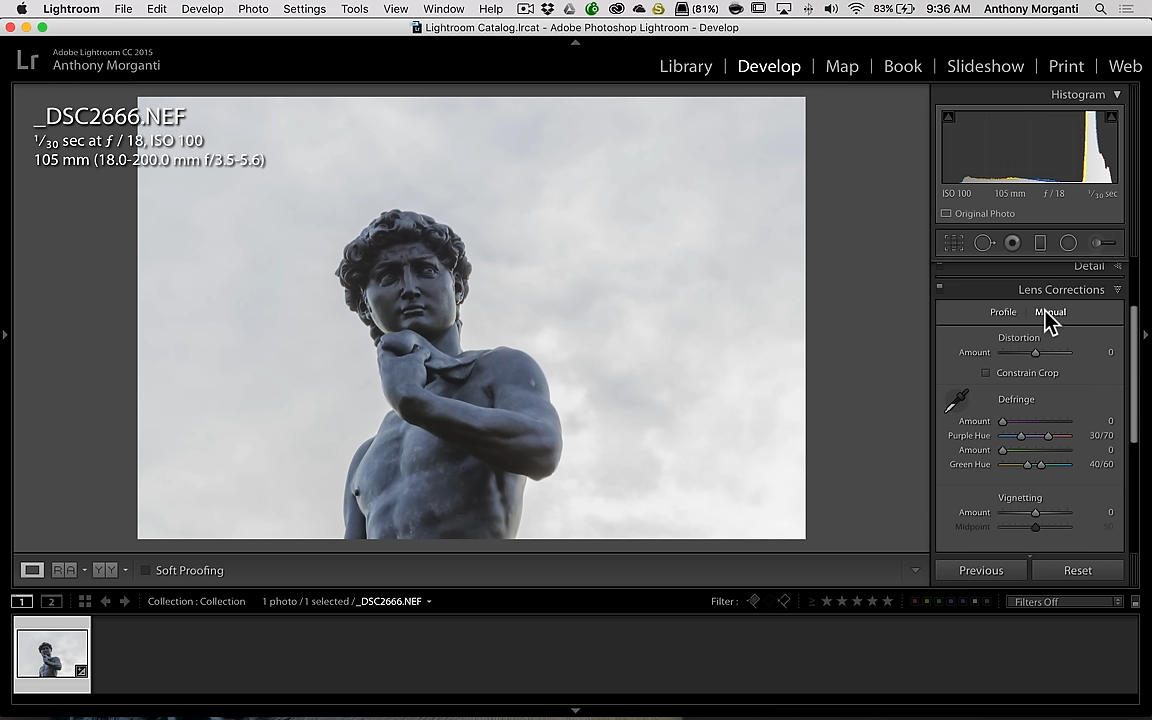 Lightroom File Edit Develop Photo Settings Tools View Window Help (81%) 83% 9:36 AM Anthony Morganti
Lightroom Catalog.lrcat - Adobe Photoshop Lightroom - Develop
Lr Adobe Lightroom CC 2015
Anthony Morganti
Library | Develop | Map | Book | Slideshow | Print | Web
_DSC2666.NEF
1/30 sec at ƒ / 18, ISO 100
105 mm (18.0-200.0 mm f/3.5-5.6)
Histogram
ISO 100 105 mm ƒ / 18 1/30 sec
Original Photo
Detail
Lens Corrections
Profile Manual
Distortion
Amount 0
Constrain Crop
Defringe
Amount 0
Purple Hue 30/70
Amount 0
Green Hue 40/60
Vignetting
Amount 0
Midpoint 50
Previous Reset
R A Y Y Soft Proofing
1 2 Collection : Collection 1 photo / 1 selected / _DSC2666.NEF Filter : Filters Off